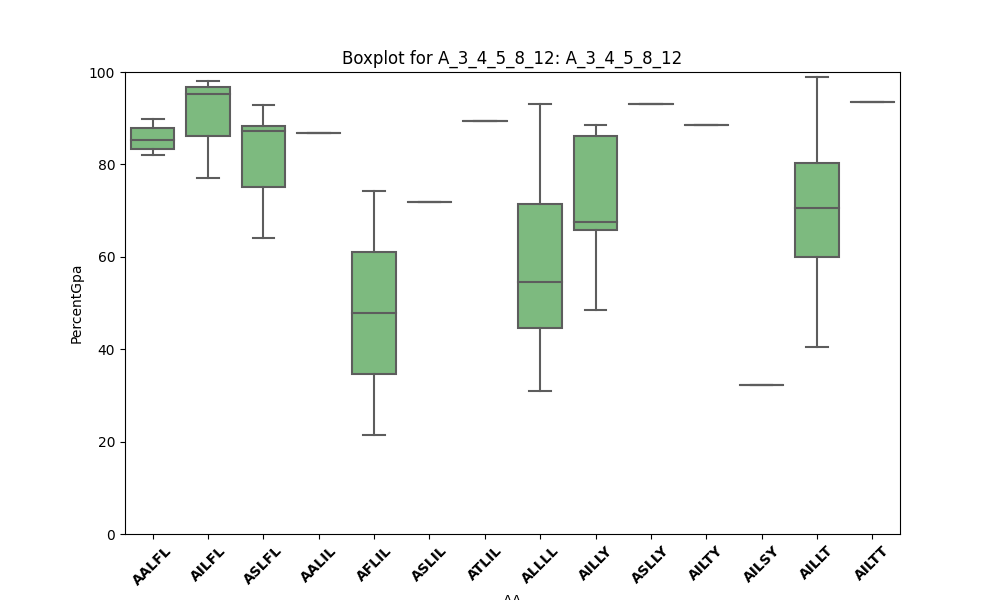 Boxplot for A_3_4_5_8_12: A_3_4_5_8_12
100
80
60
40
20
0
PercentGpa
AALFL
AILFL
ASLFL
AALIL
AFLIL
ASLIL
ATLIL
ALLLL
AILLY
ASLLY
AILTY
AILSY
AILLT
AILTT
AA